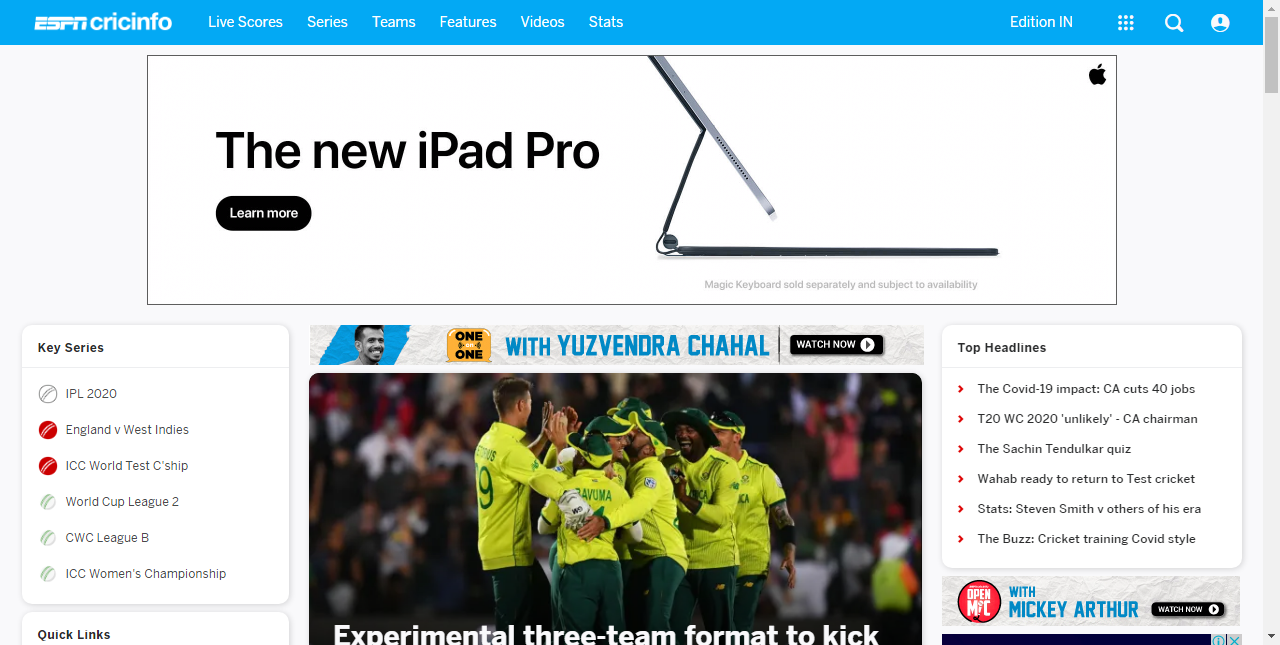 ESPN cricinfo
Live Scores
Series
Teams
Features
Videos
Stats
Edition IN
The new iPad Pro
Learn more
Magic Keyboard sold separately and subject to availability
Key Series
IPL 2020
England v West Indies
ICC World Test C'ship
World Cup League 2
CWC League B
ICC Women's Championship
Quick Links
ONE on ONE
WITH YUZVENDRA CHAHAL
WATCH NOW
9
BAVUMA
Experimental three-team format to kick
Top Headlines
The Covid-19 impact: CA cuts 40 jobs
T20 WC 2020 'unlikely' - CA chairman
The Sachin Tendulkar quiz
Wahab ready to return to Test cricket
Stats: Steven Smith v others of his era
The Buzz: Cricket training Covid style
OPEN MIC
WITH
MICKEY ARTHUR
WATCH NOW